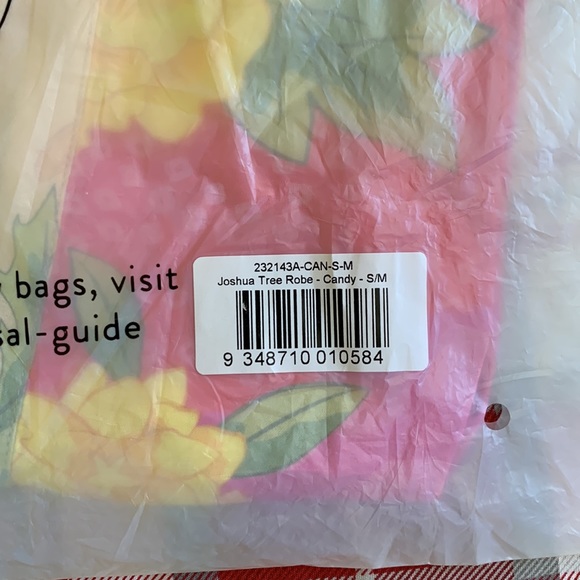 232143A-CAN-S-M
Joshua Tree Robe - Candy - S/M
9 348710 010584
bags, visit
sal-guide